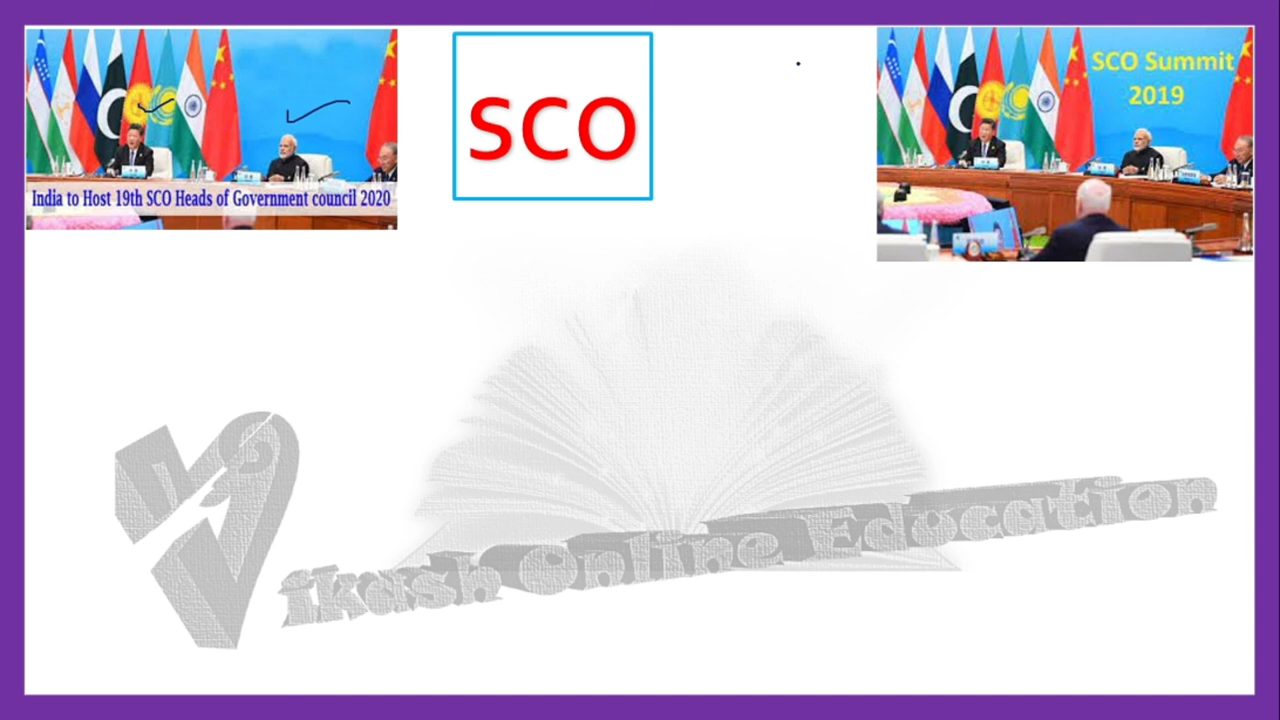 India to Host 19th SCO Heads of Government council 2020
SCO
SCO Summit
2019
Vikash Online Education